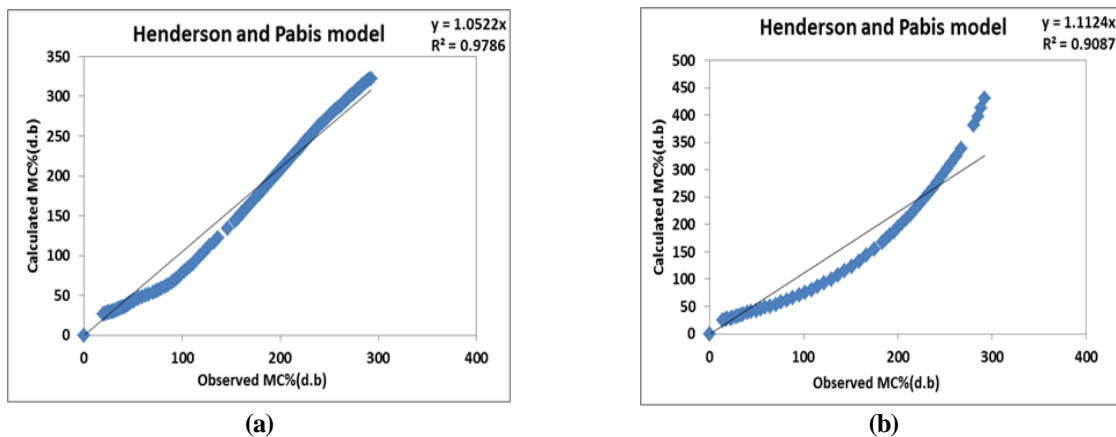 Henderson and Pabis model
y = 1.0522x
R² = 0.9786
Calculated MC%(d.b)
350
300
250
200
150
100
50
0
0 100 200 300 400
Observed MC%(d.b)
(a)
Henderson and Pabis model
y = 1.1124x
R² = 0.9087
Calculated MC%(d.b)
500
450
400
350
300
250
200
150
100
50
0
0 100 200 300 400
Observed MC%(d.b)
(b)